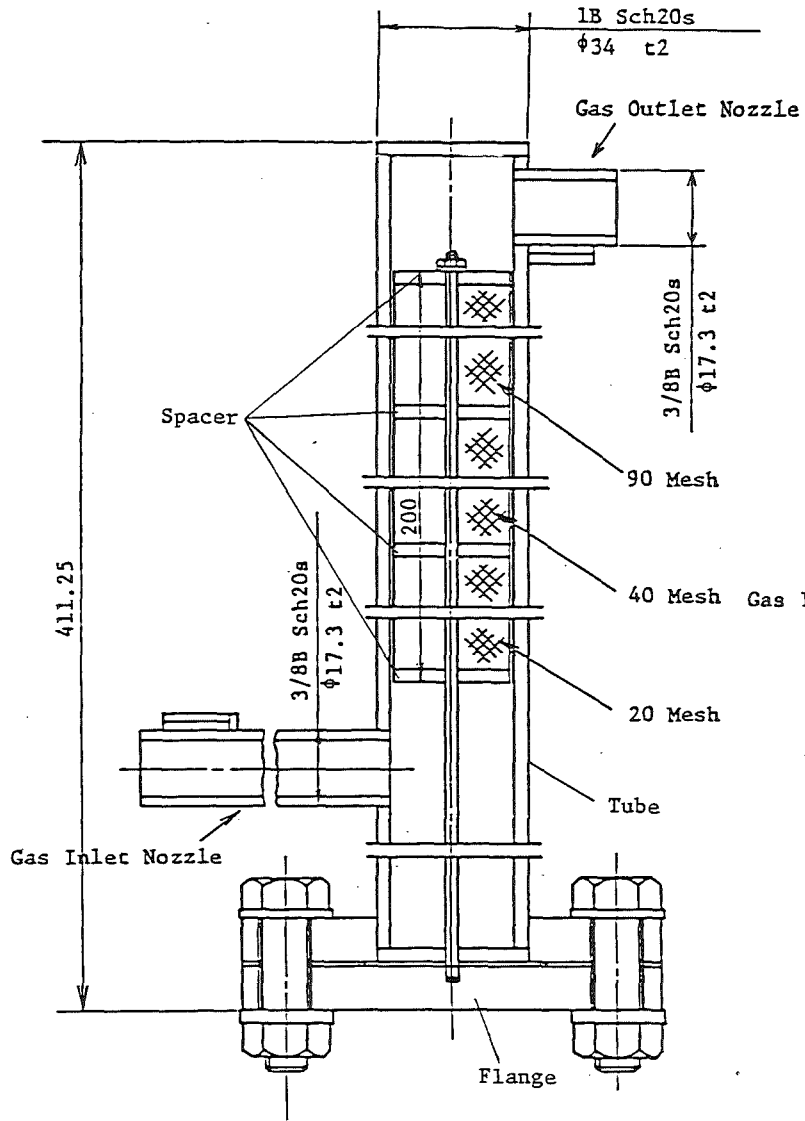 1B Sch20s
φ34 t2
Gas Outlet Nozzle
3/8B Sch20s
φ17.3 t2
Spacer
90 Mesh
200
411.25
3/8B Sch20s
φ17.3 t2
40 Mesh
Gas
20 Mesh
Tube
Gas Inlet Nozzle
Flange